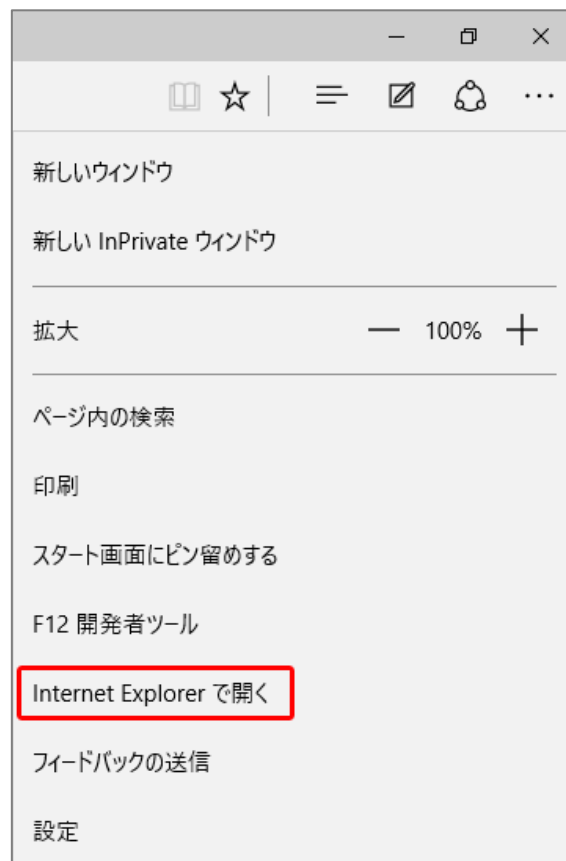 新しいウィンドウ
新しい InPrivate ウィンドウ
拡大 100%
ページ内の検索
印刷
スタート画面にピン留めする
F12 開発者ツール
Internet Explorer で開く
フィードバックの送信
設定